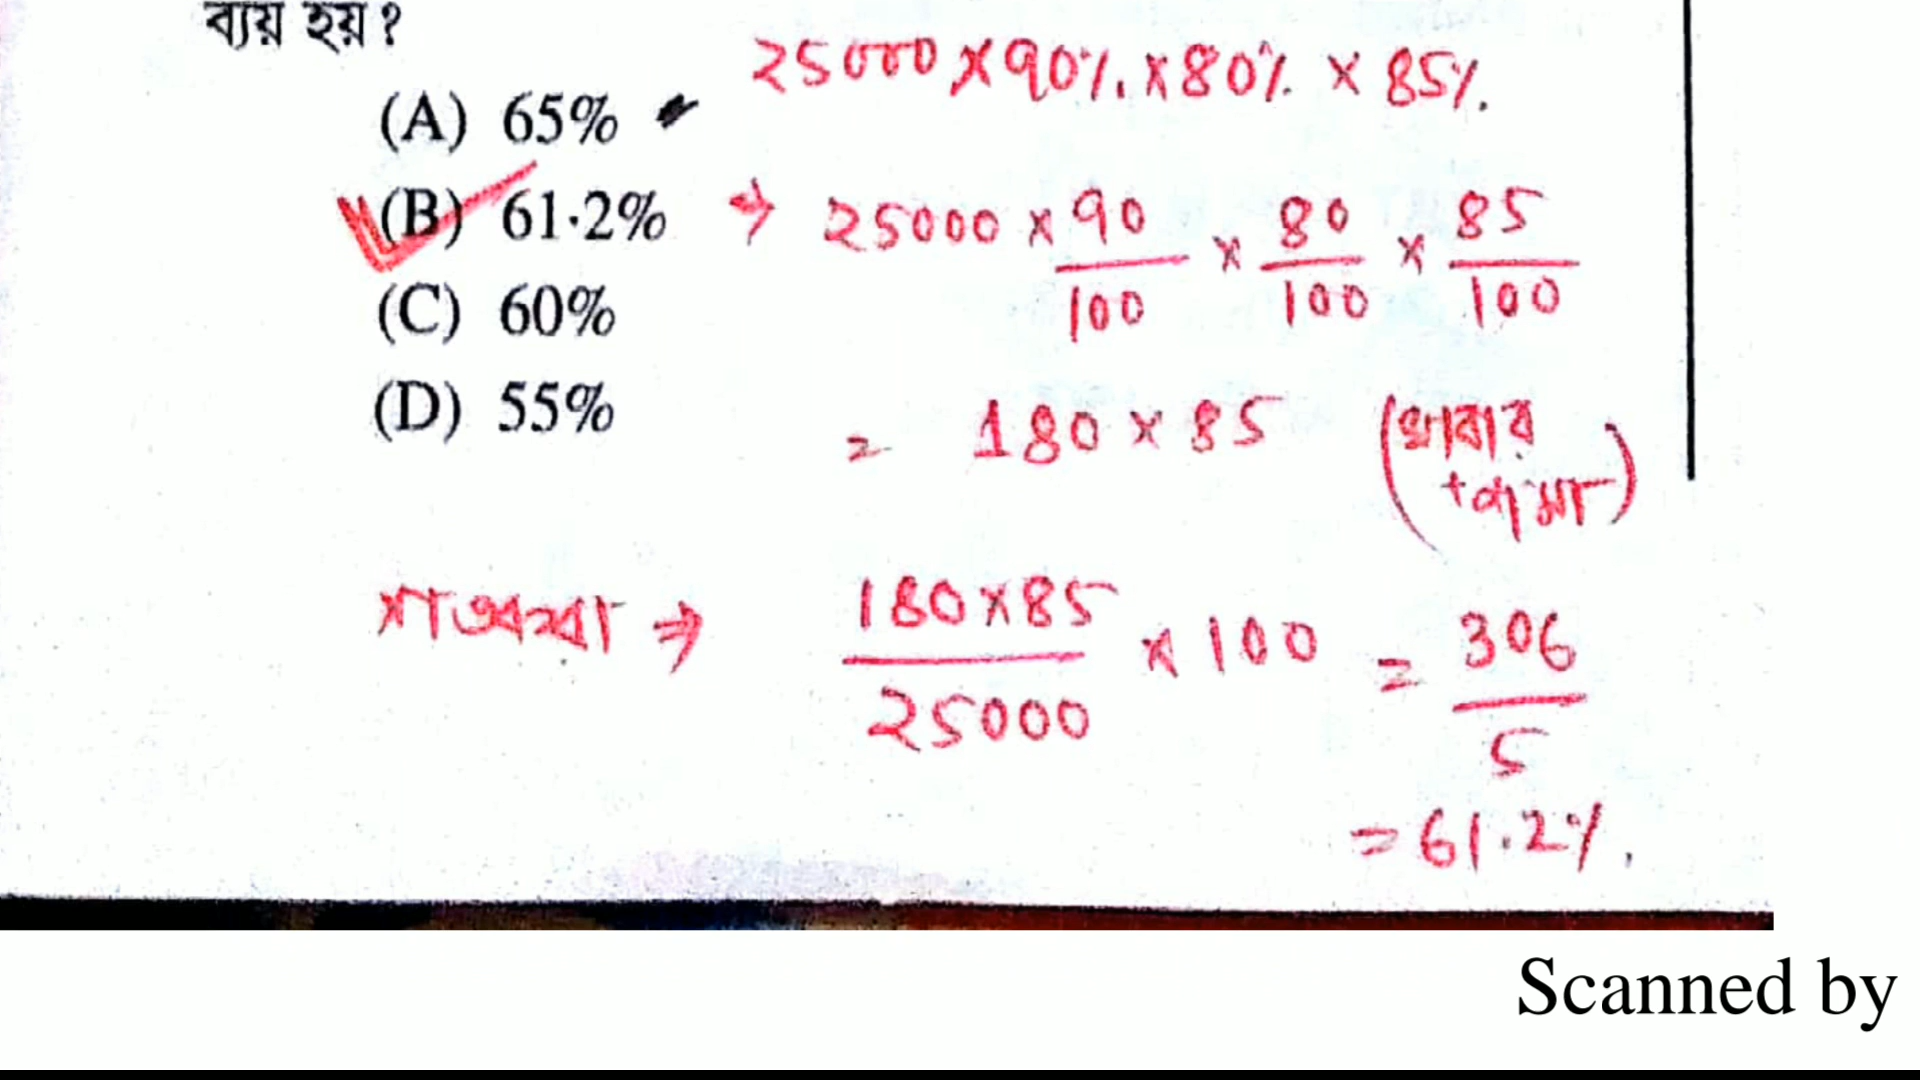 ব্যয় হয়?
25000 × 90% × 80% × 85%.
(A) 65%
(B) 61·2% ⇒ 25000 × 90/100 × 80/100 × 85/100
(C) 60%
(D) 55%
= 180 × 85 (খাবার
+
⇒ 180×85/25000 × 100 = 306/5
= 61.2%.
Scanned by